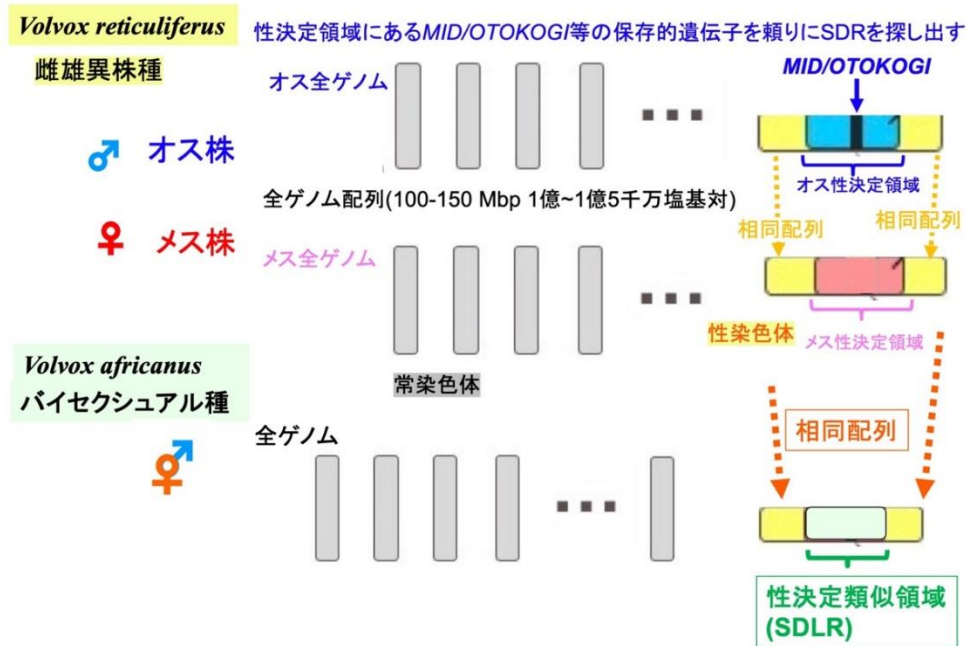 Volvox reticuliferus
雌雄異株種
性決定領域にあるMID/OTOKOGI等の保存的遺伝子を頼りにSDRを探し出す
オス全ゲノム
MID/OTOKOGI
オス株
オス性決定領域
全ゲノム配列(100-150 Mbp 1億~1億5千万塩基対)
相同配列
相同配列
メス株
メス全ゲノム
性染色体
メス性決定領域
Volvox africanus
バイセクシュアル種
常染色体
相同配列
全ゲノム
性決定類似領域
(SDLR)